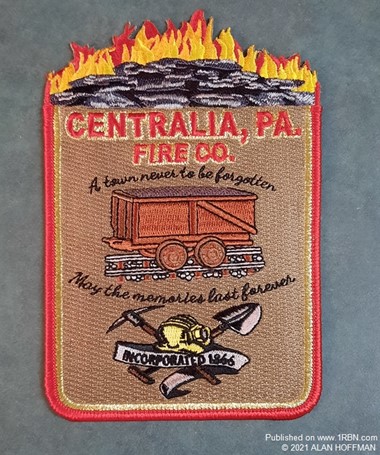 CENTRALIA, PA.
FIRE CO.
A town never to be forgotten
May the memories last forever
INCORPORATED 1866
Published on www.1RBN.com
© 2021 ALAN HOFFMAN